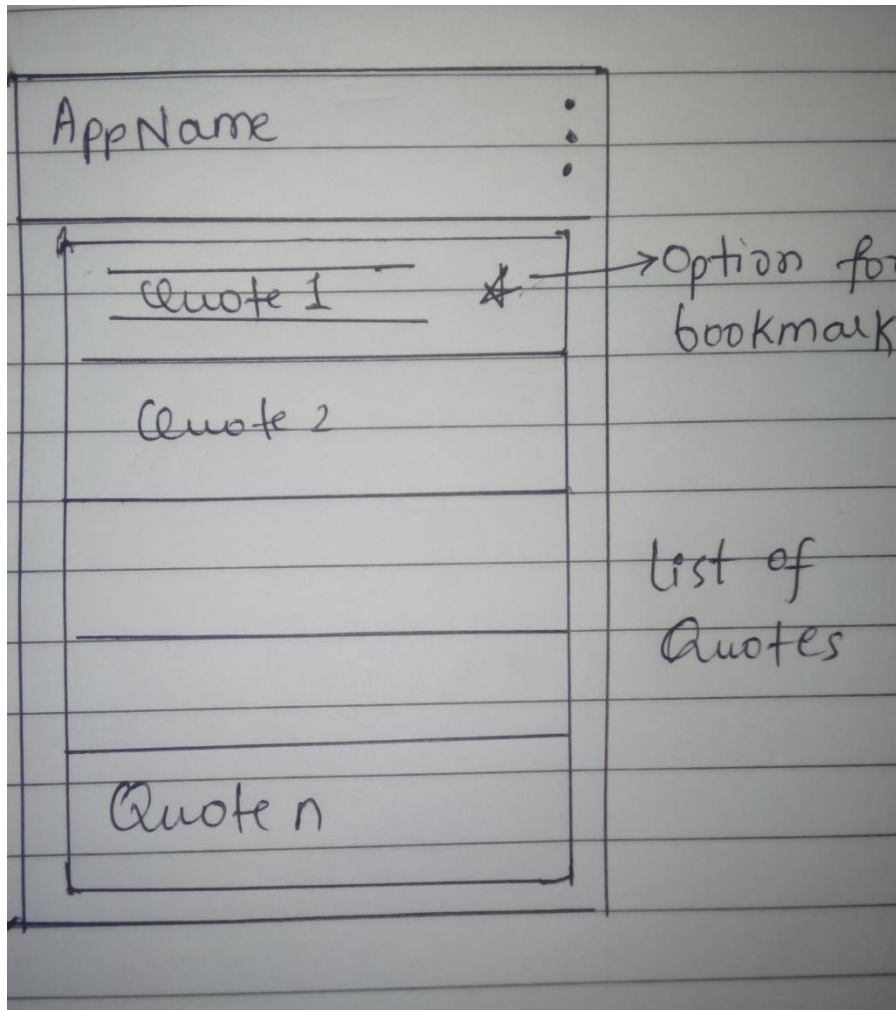 AppName
Quote 1
Option for
bookmark
Quote 2
List of
Quotes
Quote n